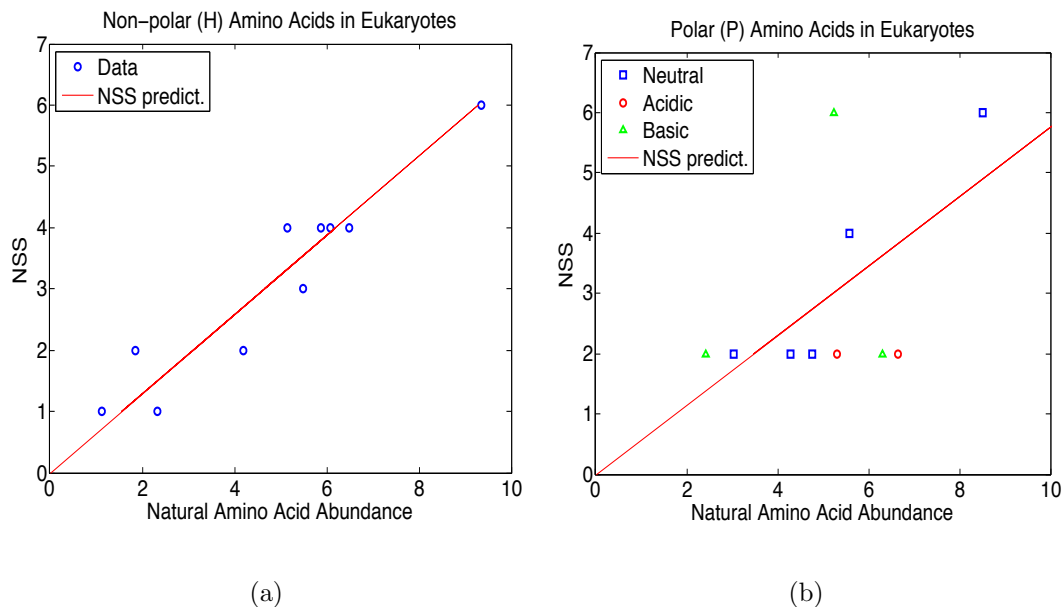 Non-polar (H) Amino Acids in Eukaryotes
7
6
5
4
3
2
1
0
NSS
Data
NSS predict.
0 2 4 6 8 10
Natural Amino Acid Abundance
(a)
Polar (P) Amino Acids in Eukaryotes
7
6
5
4
3
2
1
0
NSS
Neutral
Acidic
Basic
NSS predict.
0 2 4 6 8 10
Natural Amino Acid Abundance
(b)